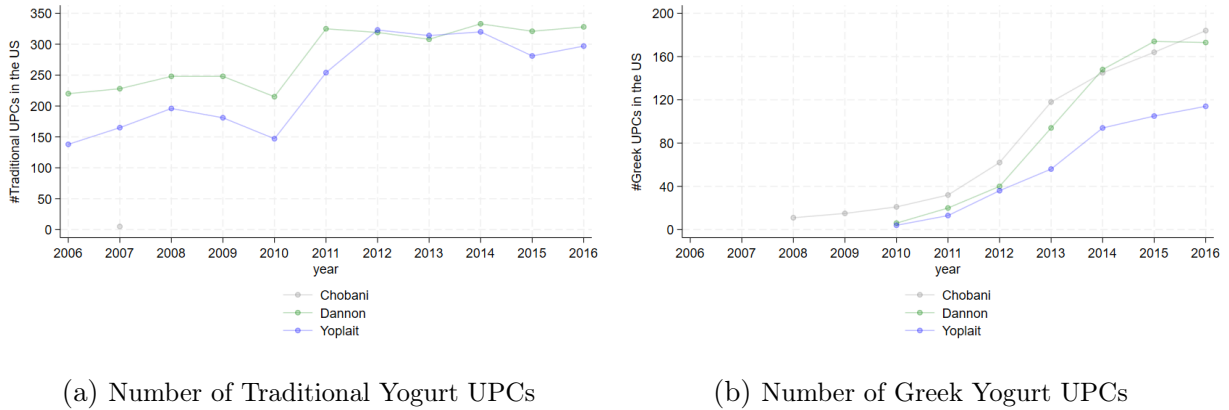 #Traditional UPCs in the US
350
300
250
200
150
100
50
0
2006 2007 2008 2009 2010 2011 2012 2013 2014 2015 2016
year
Chobani
Dannon
Yoplait
(a) Number of Traditional Yogurt UPCs
#Greek UPCs in the US
200
160
120
80
40
0
2006 2007 2008 2009 2010 2011 2012 2013 2014 2015 2016
year
Chobani
Dannon
Yoplait
(b) Number of Greek Yogurt UPCs